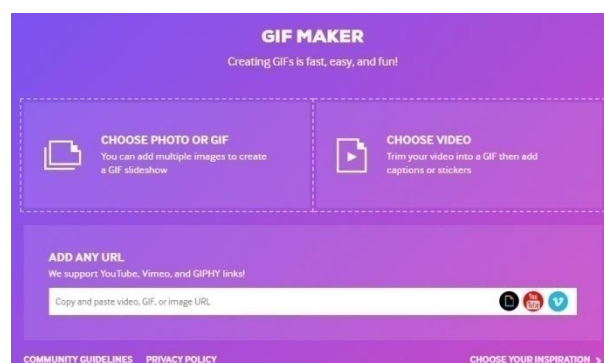 GIF MAKER
Creating GIFs is fast, easy, and fun!
CHOOSE PHOTO OR GIF
You can add multiple images to create
a GIF slideshow
CHOOSE VIDEO
Trim your video into a GIF then add
captions or stickers
ADD ANY URL
We support YouTube, Vimeo, and GIPHY links!
Copy and paste video, GIF, or image URL
You
Tube
COMMUNITY GUIDELINES PRIVACY POLICY
CHOOSE YOUR INSPIRATION